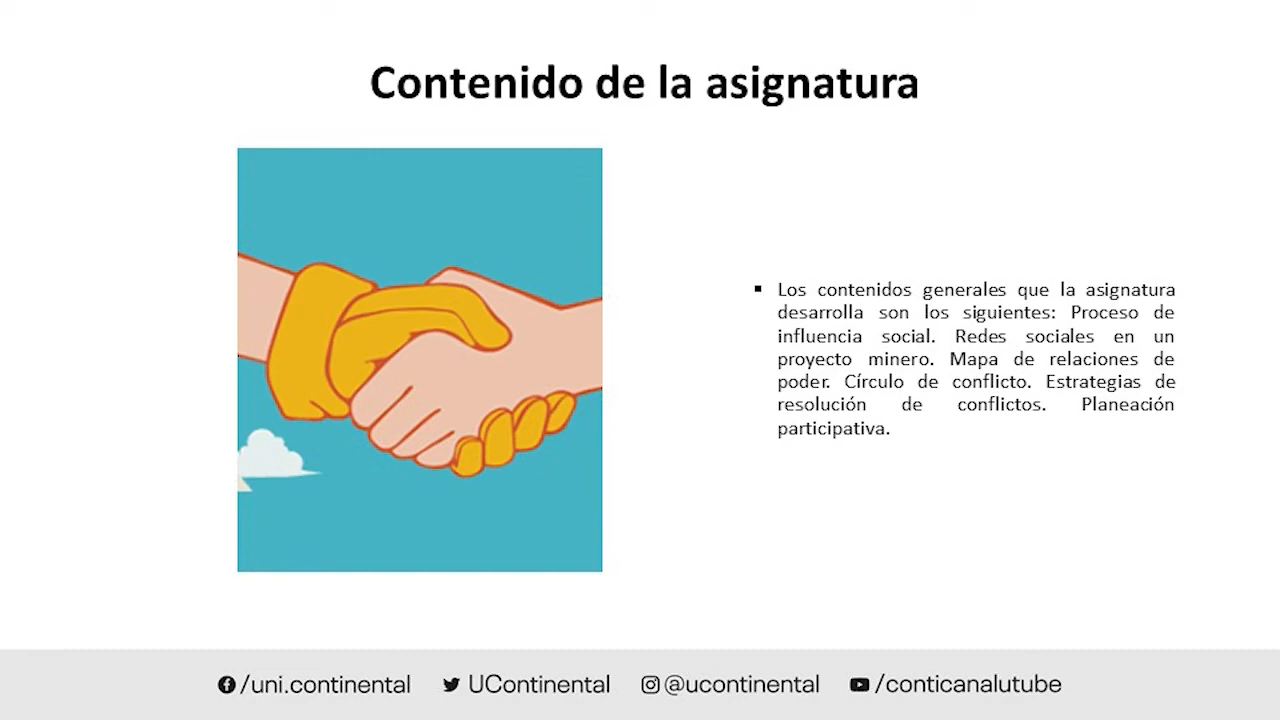 Contenido de la asignatura
▪ Los contenidos generales que la asignatura
desarrolla son los siguientes: Proceso de
influencia social. Redes sociales en un
proyecto minero. Mapa de relaciones de
poder. Círculo de conflicto. Estrategias de
resolución de conflictos. Planeación
participativa.
/uni.continental UContinental @ucontinental /conticanalutube